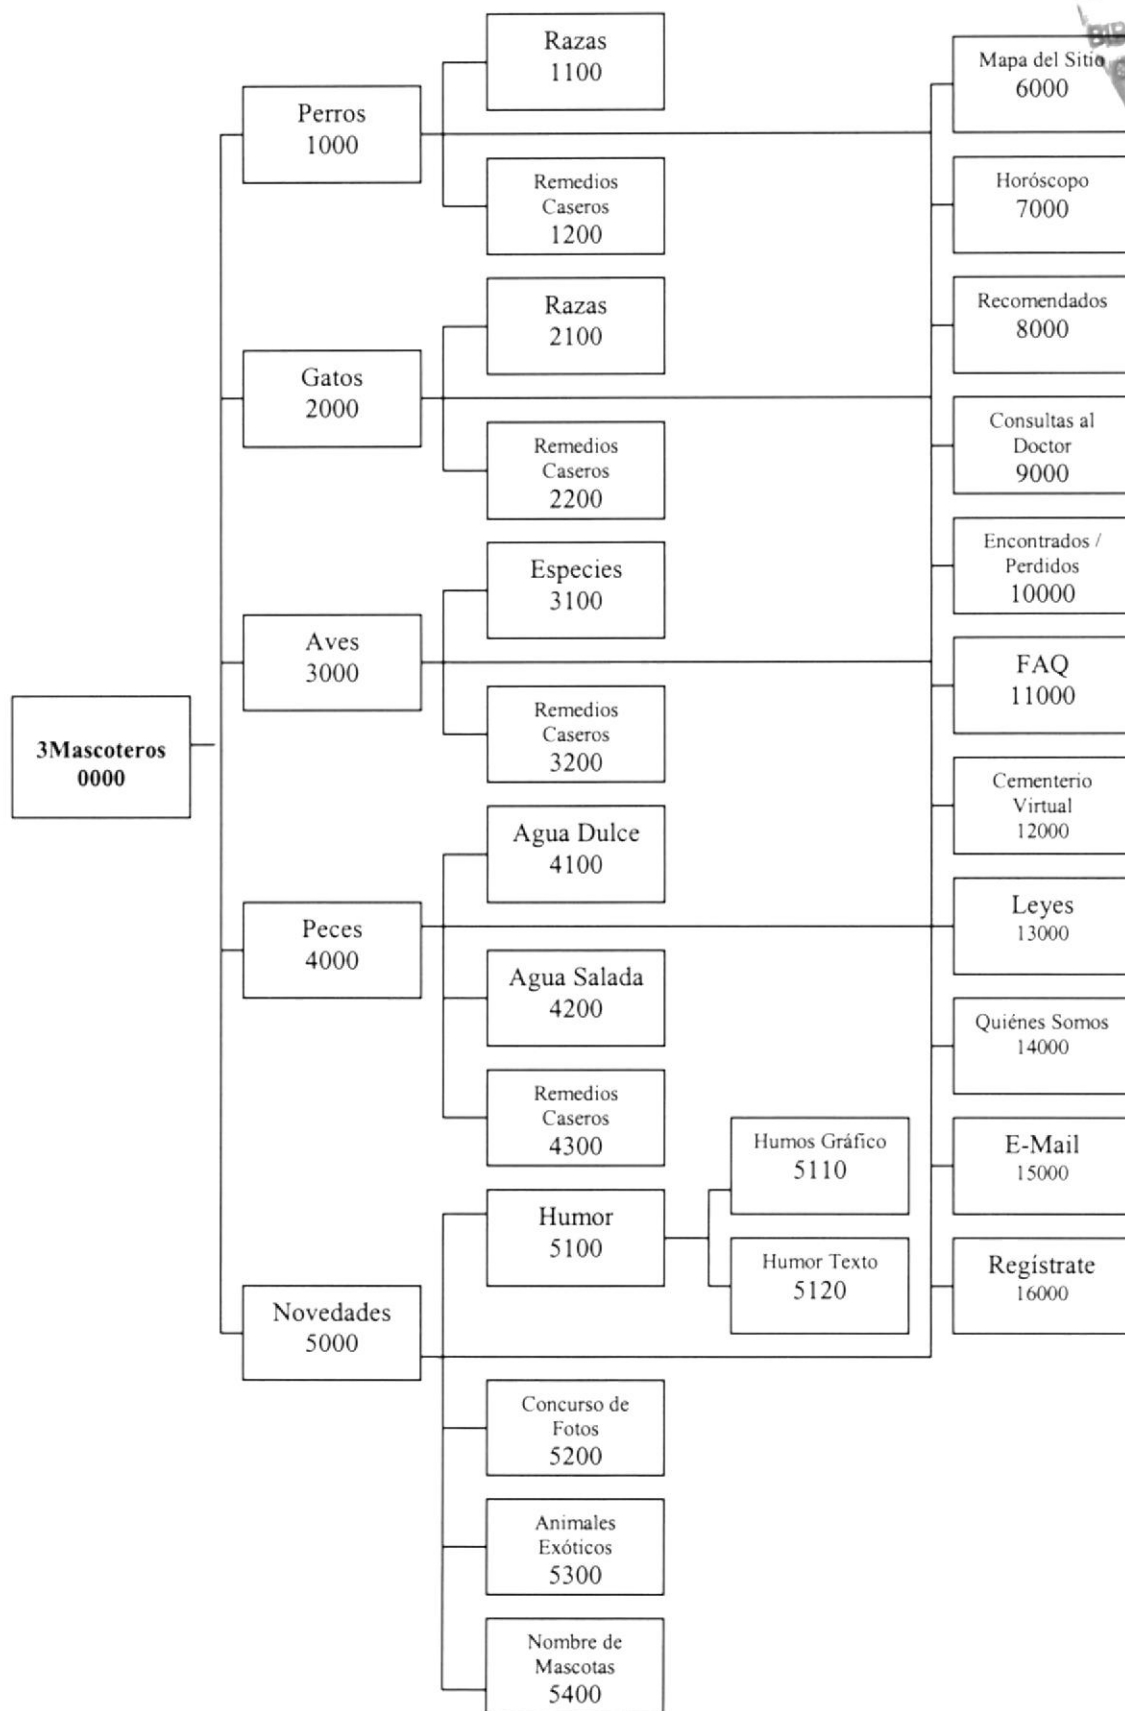 3Mascoteros
0000
Perros
1000
Razas
1100
Remedios
Caseros
1200
Gatos
2000
Razas
2100
Remedios
Caseros
2200
Aves
3000
Especies
3100
Remedios
Caseros
3200
Peces
4000
Agua Dulce
4100
Agua Salada
4200
Remedios
Caseros
4300
Novedades
5000
Humor
5100
Humos Gráfico
5110
Humor Texto
5120
Concurso de
Fotos
5200
Animales
Exóticos
5300
Nombre de
Mascotas
5400
Mapa del Sitio
6000
Horóscopo
7000
Recomendados
8000
Consultas al
Doctor
9000
Encontrados /
Perdidos
10000
FAQ
11000
Cementerio
Virtual
12000
Leyes
13000
Quiénes Somos
14000
E-Mail
15000
Regístrate
16000